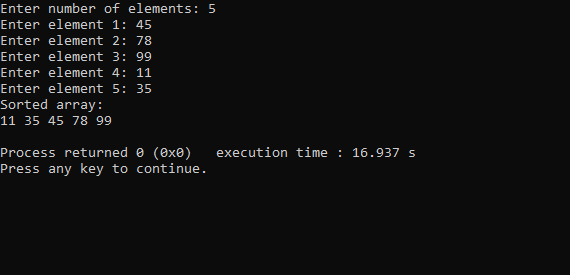 Enter number of elements: 5
Enter element 1: 45
Enter element 2: 78
Enter element 3: 99
Enter element 4: 11
Enter element 5: 35
Sorted array:
11 35 45 78 99
Process returned 0 (0x0)   execution time : 16.937 s
Press any key to continue.